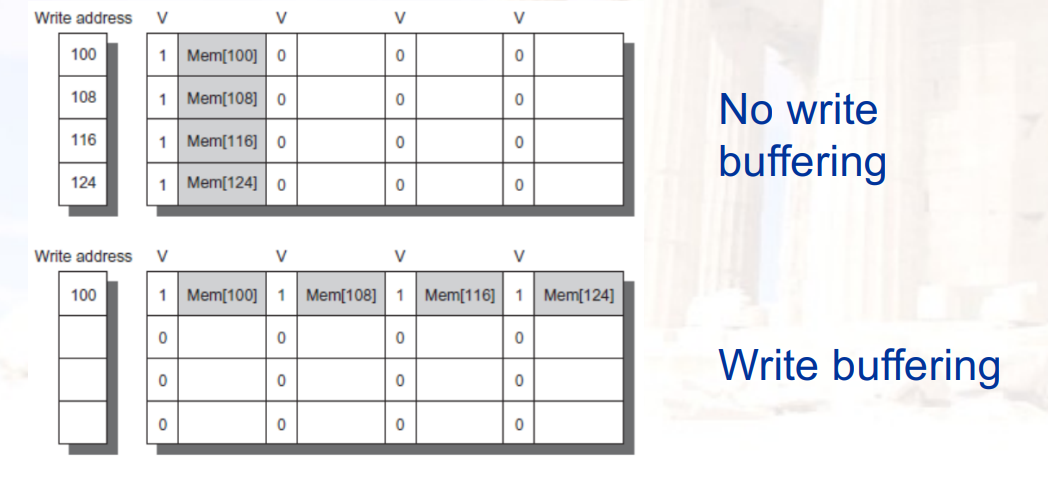 Write address V V V V
100 1 Mem[100] 0 0 0
108 1 Mem[108] 0 0 0
116 1 Mem[116] 0 0 0
124 1 Mem[124] 0 0 0
No write
buffering
Write address V V V V
100 1 Mem[100] 1 Mem[108] 1 Mem[116] 1 Mem[124]
0 0 0 0
0 0 0 0
0 0 0 0
Write buffering